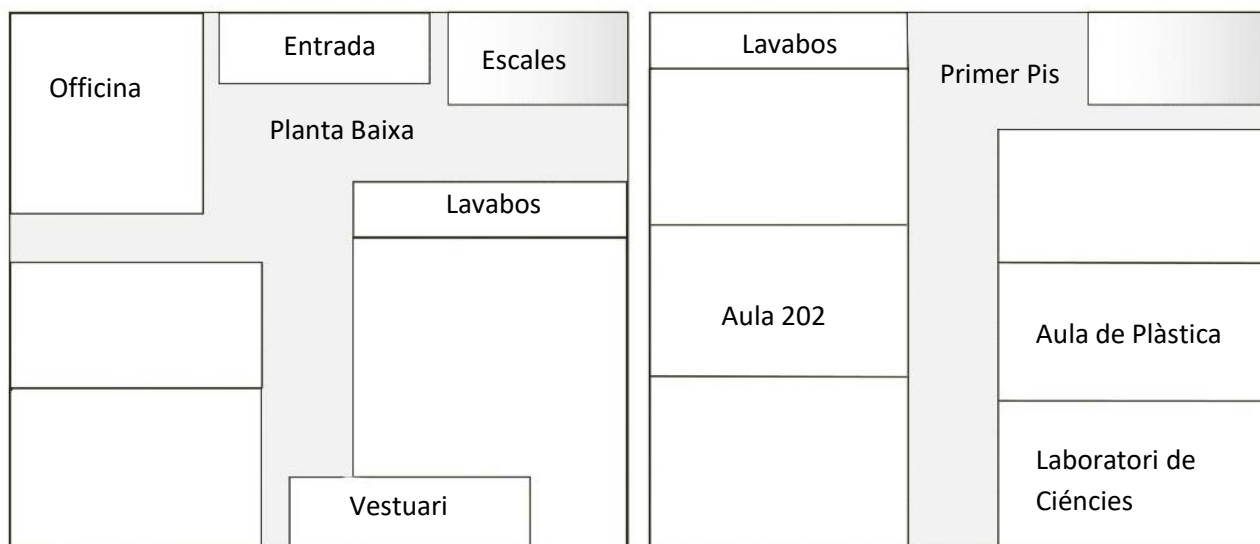 Officina
Entrada
Escales
Planta Baixa
Lavabos
Vestuari
Lavabos
Primer Pis
Aula 202
Aula de Plàstica
Laboratori de
Ciéncies